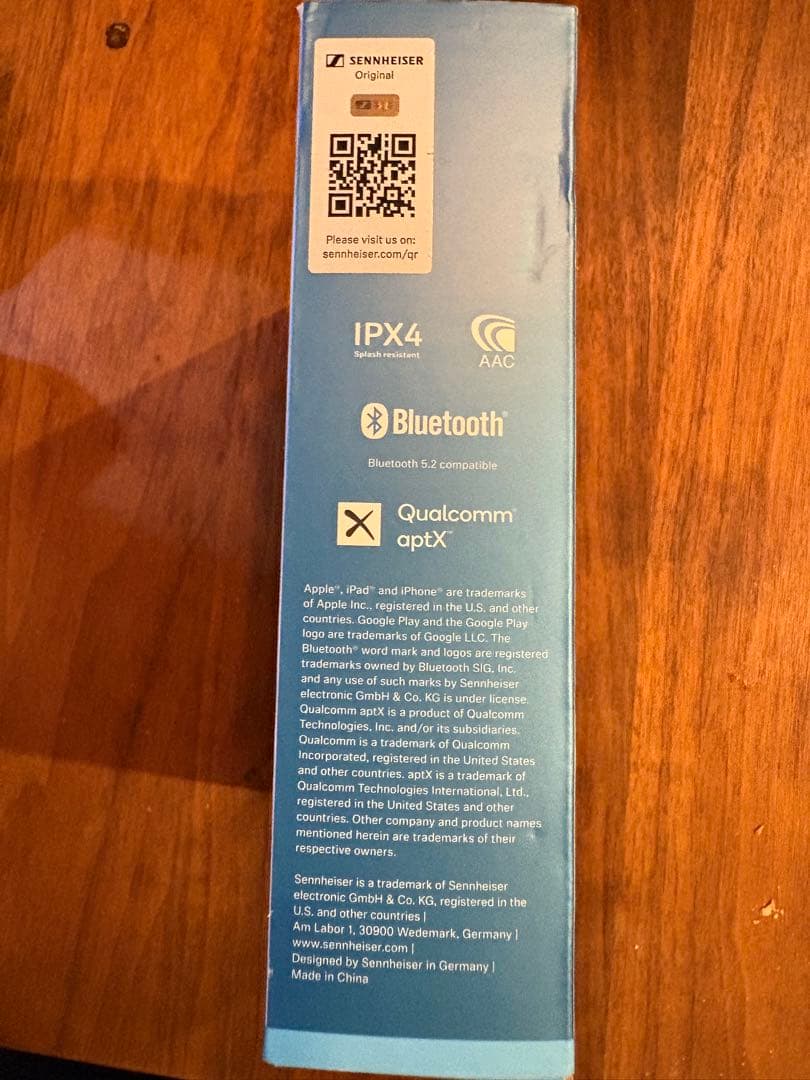 SENNHEISER
Original
Please visit us on:
sennheiser.com/qr
IPX4
Splash resistant
AAC
Bluetooth®
Bluetooth 5.2 compatible
Qualcomm™
aptX™
Apple®, iPad® and iPhone® are trademarks
of Apple Inc., registered in the U.S. and other
countries. Google Play and the Google Play
logo are trademarks of Google LLC. The
Bluetooth® word mark and logos are registered
trademarks owned by Bluetooth SIG, Inc.
and any use of such marks by Sennheiser
electronic GmbH & Co. KG is under license.
Qualcomm aptX is a product of Qualcomm
Technologies, Inc. and/or its subsidiaries.
Qualcomm is a trademark of Qualcomm
Incorporated, registered in the United States
and other countries. aptX is a trademark of
Qualcomm Technologies International, Ltd.,
registered in the United States and other
countries. Other company and product names
mentioned herein are trademarks of their
respective owners.
Sennheiser is a trademark of Sennheiser
electronic GmbH & Co. KG, registered in the
U.S. and other countries |
Am Labor 1, 30900 Wedemark, Germany |
www.sennheiser.com |
Designed by Sennheiser in Germany |
Made in China